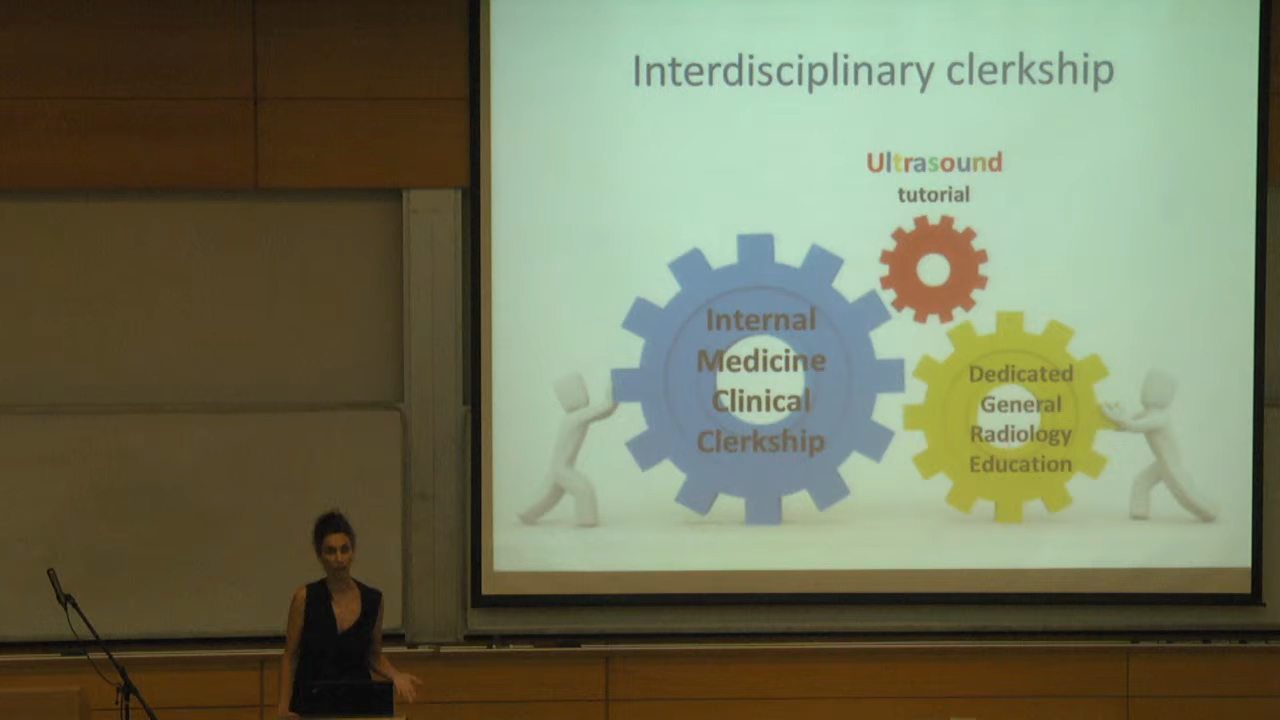 Interdisciplinary clerkship
Ultrasound
tutorial
Internal
Medicine
Clinical
Clerkship
Dedicated
General
Radiology
Education